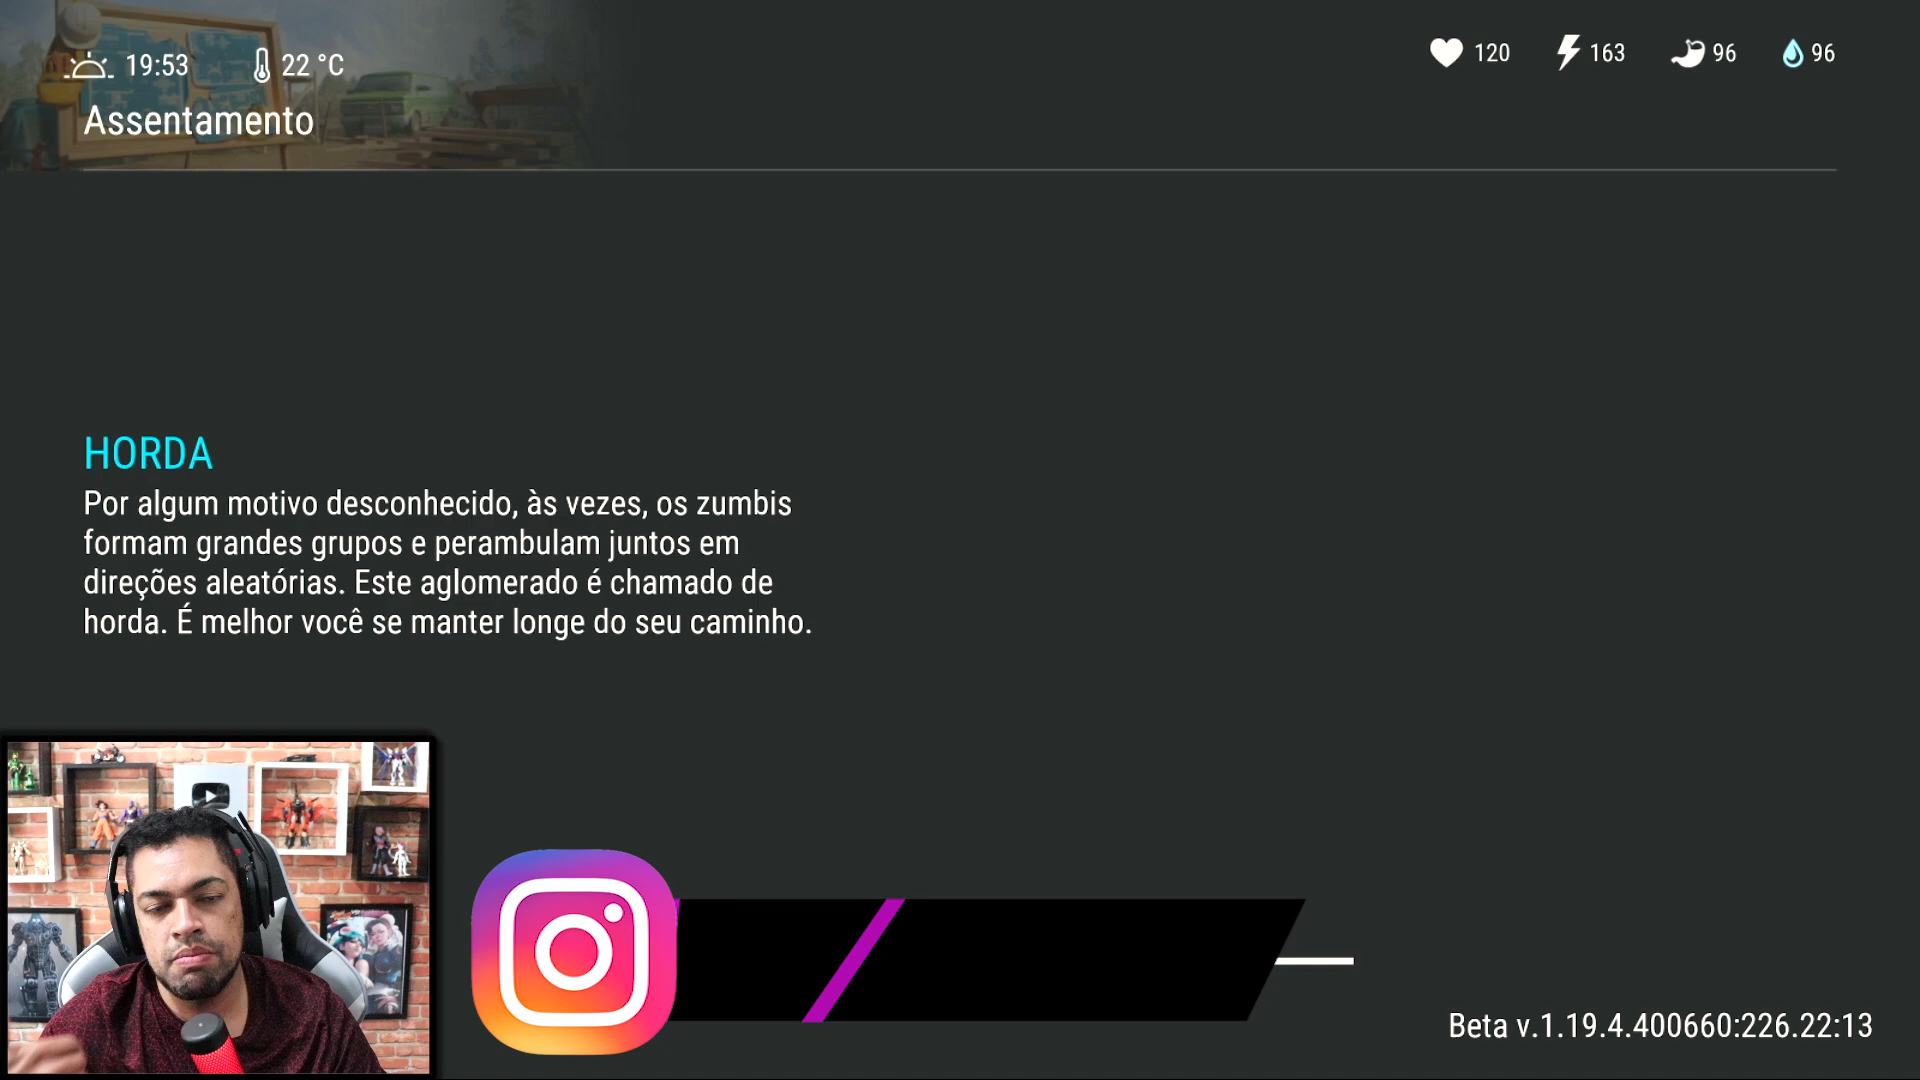 19:53 22 °C
120 163 96 96
Assentamento
HORDA
Por algum motivo desconhecido, às vezes, os zumbis
formam grandes grupos e perambulam juntos em
direções aleatórias. Este aglomerado é chamado de
horda. É melhor você se manter longe do seu caminho.
Beta v.1.19.4.400660:226.22:13